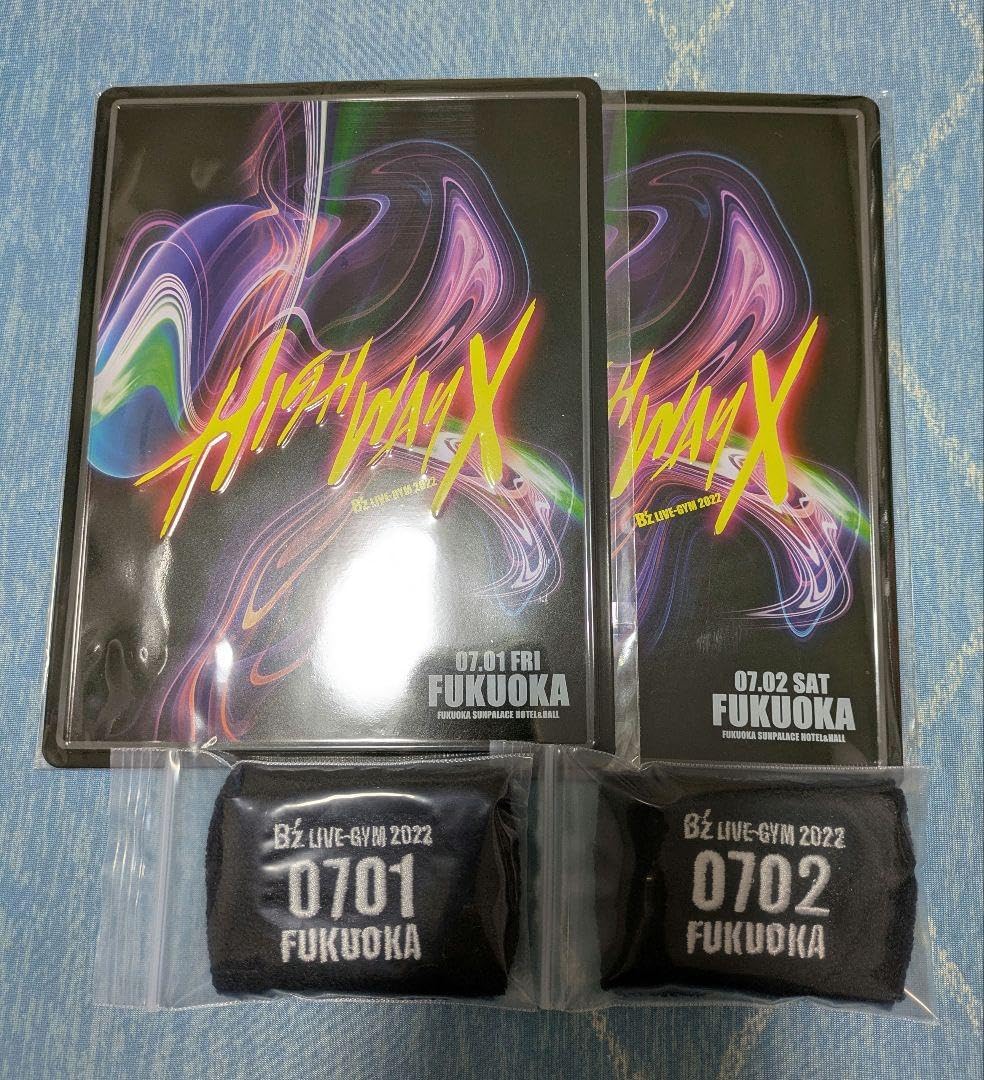 HIGHWAY X
B'z LIVE-GYM 2022
07.01 FRI
FUKUOKA
FUKUOKA SUNPALACE HOTEL&HALL
HWAY X
B'z LIVE-GYM 2022
07.02 SAT
FUKUOKA
FUKUOKA SUNPALACE HOTEL&HALL
B'z LIVE-GYM 2022
0701
FUKUOKA
B'z LIVE-GYM 2022
0702
FUKUOKA